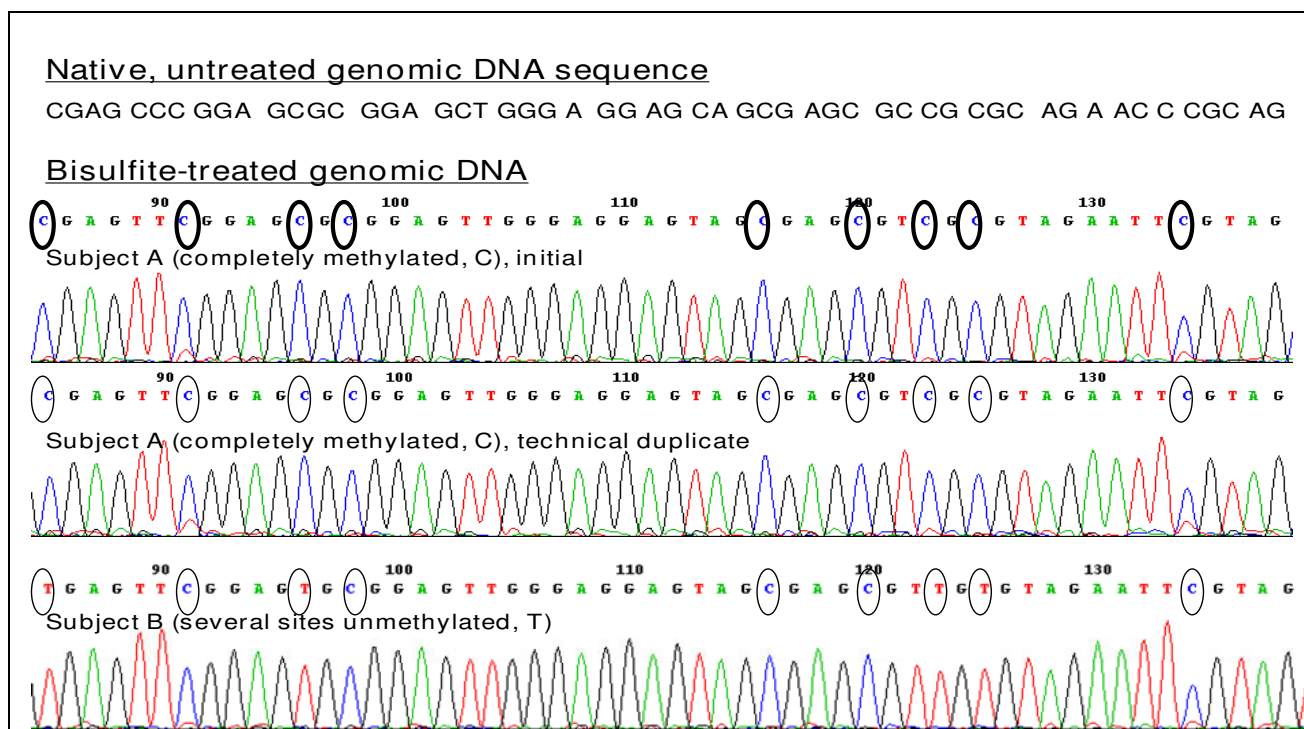 Native, untreated genomic DNA sequence
CGAG CCC GGA GCGC GGA GCT GGG A GG AG CA GCG AGC GC CG CGC AG A ACC C CGC AG
Bisulfite-treated genomic DNA
90 100 110 120 130
C G A G T T C G G A G C G C G G A G T T G G G A G G A G T A G C G A G C G T C G C G T A G A A T T C G T A G
Subject A (completely methylated, C), initial
90 100 110 120 130
C G A G T T C G G A G C G C G G A G T T G G G A G G A G T A G C G A G C G T C G C G T A G A A T T C G T A G
Subject A (completely methylated, C), technical duplicate
90 100 110 120 130
T G A G T T C G G A G T G C G G A G T T G G G A G G A G T A G C G A G C G T T G T G T A G A A T T C G T A G
Subject B (several sites unmethylated, T)